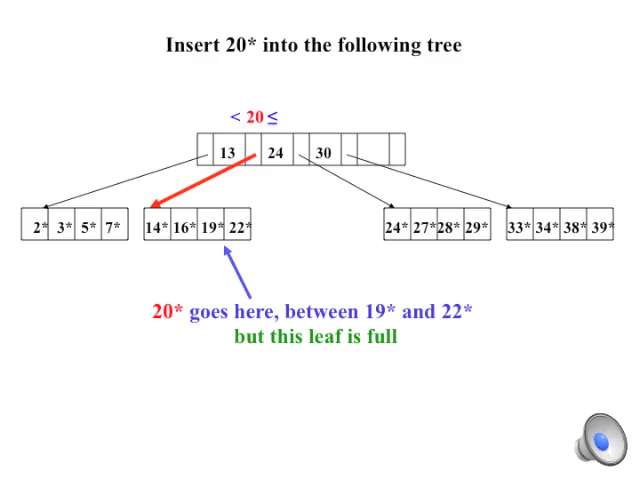 Insert 20* into the following tree
< 20 ≤
13 24 30
2* 3* 5* 7* 14* 16* 19* 22* 24* 27* 28* 29* 33* 34* 38* 39*
20* goes here, between 19* and 22*
but this leaf is full